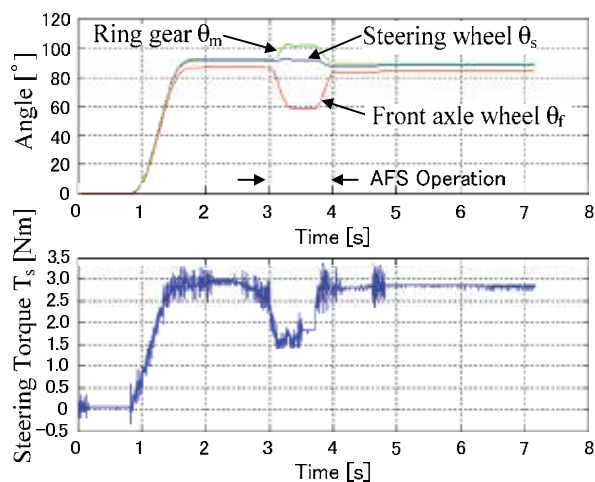 120
100
80
60
40
20
0
Angle [°]
Ring gear θm
Steering wheel θs
Front axle wheel θf
AFS Operation
0 1 2 3 4 5 6 7 8
Time [s]
3.5
3.0
2.5
2.0
1.5
1.0
0.5
0
−0.5
Steering Torque Ts [Nm]
0 1 2 3 4 5 6 7 8
Time [s]